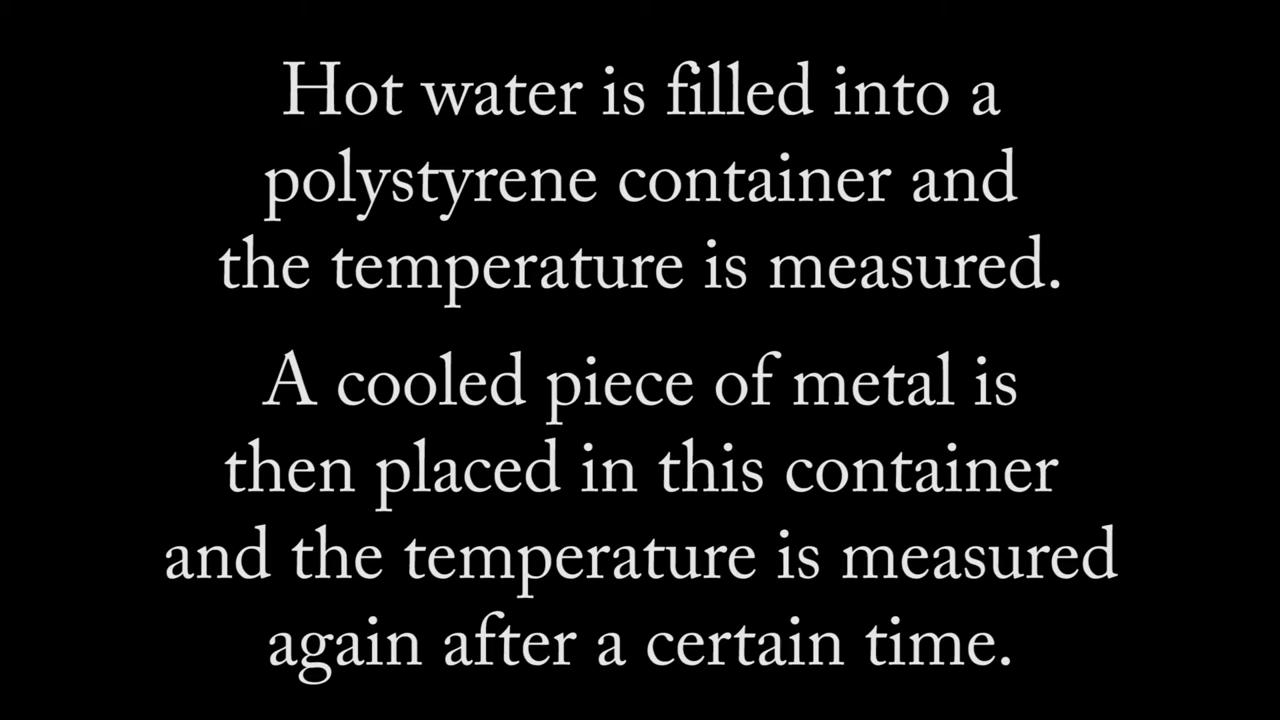 Hot water is filled into a
polystyrene container and
the temperature is measured.
A cooled piece of metal is
then placed in this container
and the temperature is measured
again after a certain time.